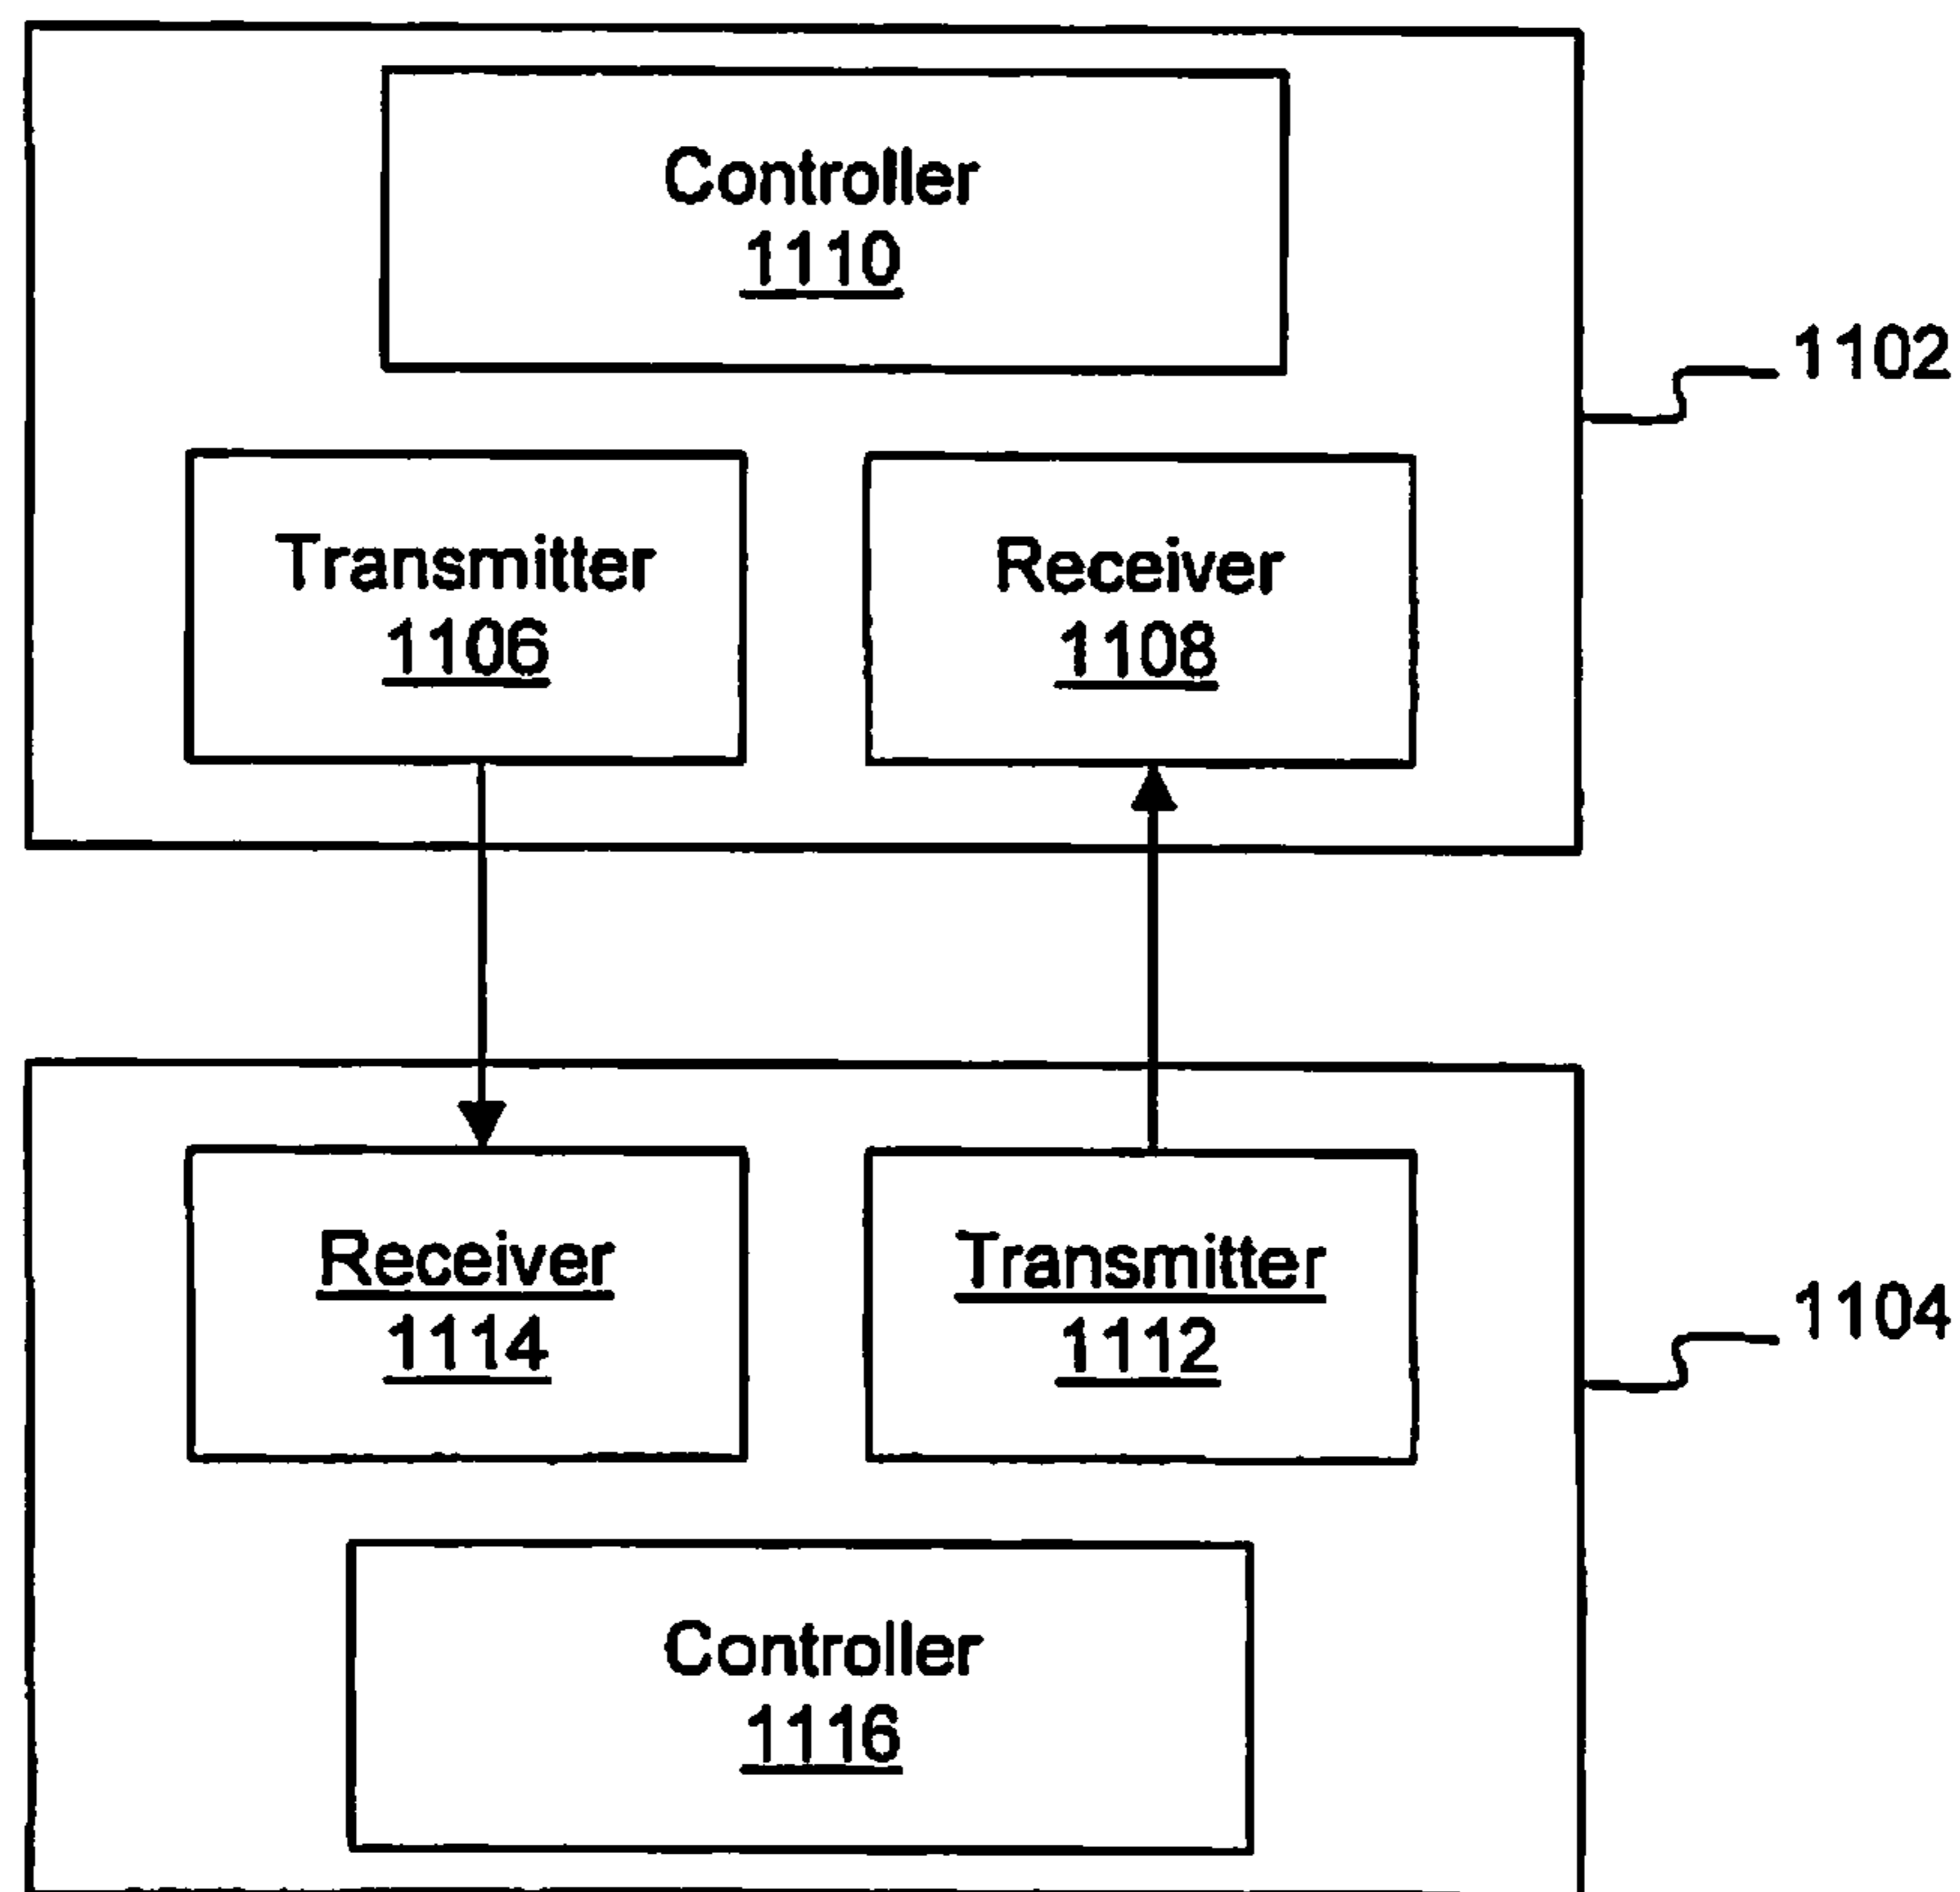 Controller
1110
1102
Transmitter
1106
Receiver
1108
Receiver
1114
Transmitter
1112
1104
Controller
1116